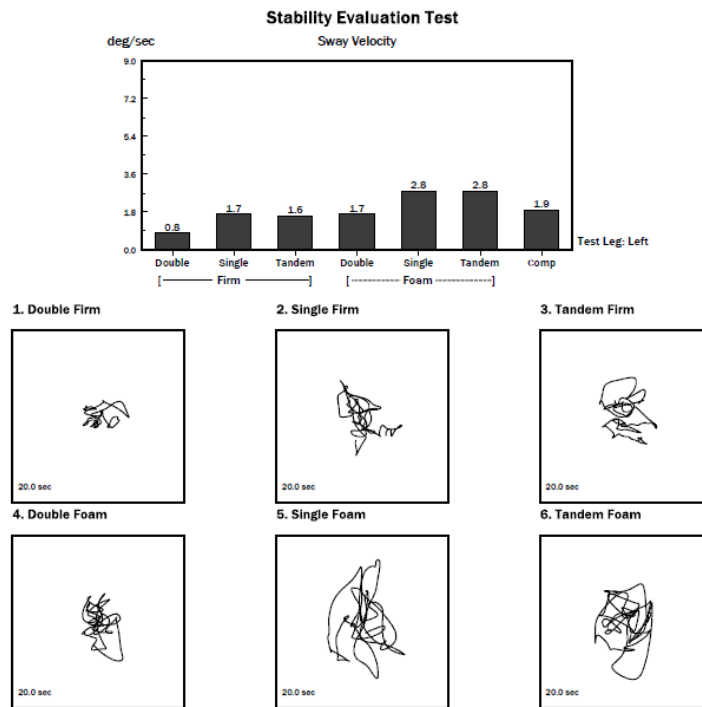 Stability Evaluation Test
deg/sec Sway Velocity
9.0
7.2
5.4
3.6
1.8
0.0
0.8 1.7 1.6 1.7 2.8 2.8 1.9
Test Leg: Left
Double Single Tandem Double Single Tandem Comp
[ Firm ] [ Foam ]
1. Double Firm 2. Single Firm 3. Tandem Firm
20.0 sec 20.0 sec 20.0 sec
4. Double Foam 5. Single Foam 6. Tandem Foam
20.0 sec 20.0 sec 20.0 sec